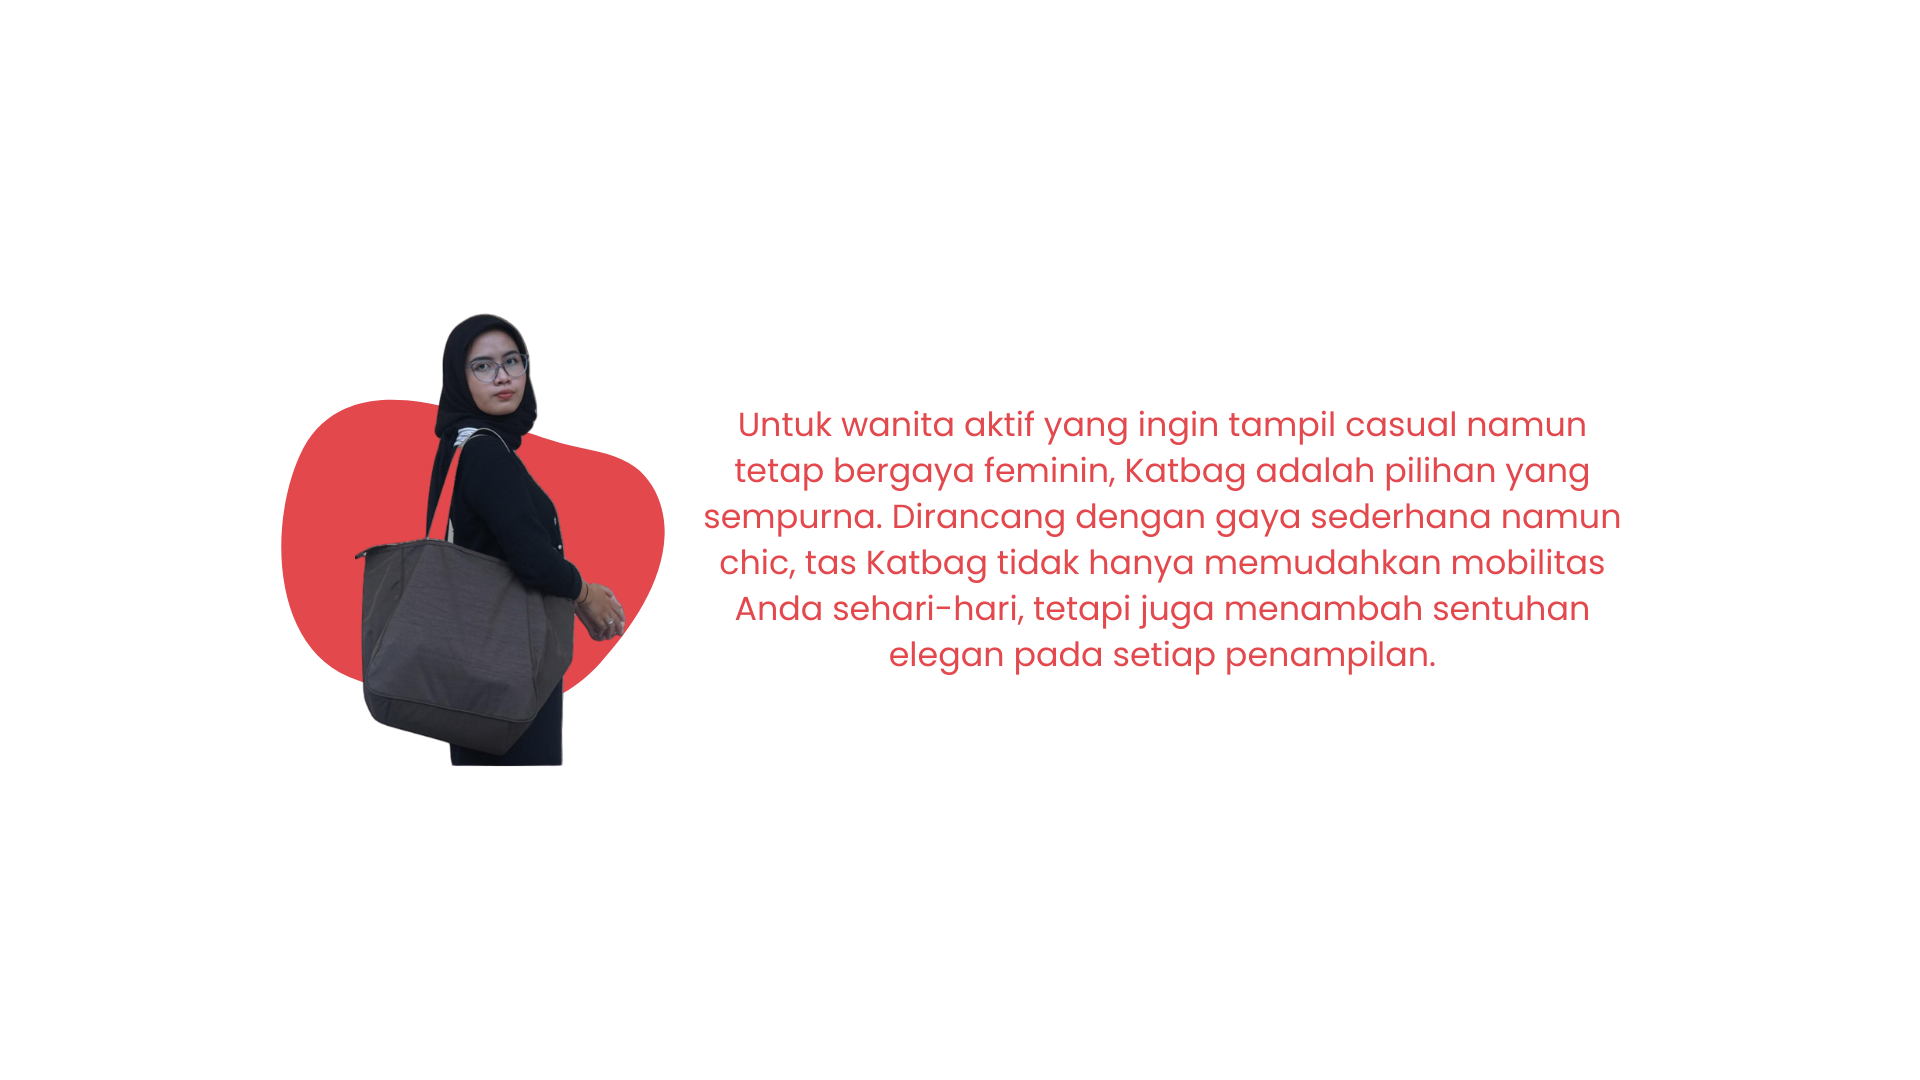 Untuk wanita aktif yang ingin tampil casual namun
tetap bergaya feminin, Katbag adalah pilihan yang
sempurna. Dirancang dengan gaya sederhana namun
chic, tas Katbag tidak hanya memudahkan mobilitas
Anda sehari-hari, tetapi juga menambah sentuhan
elegan pada setiap penampilan.